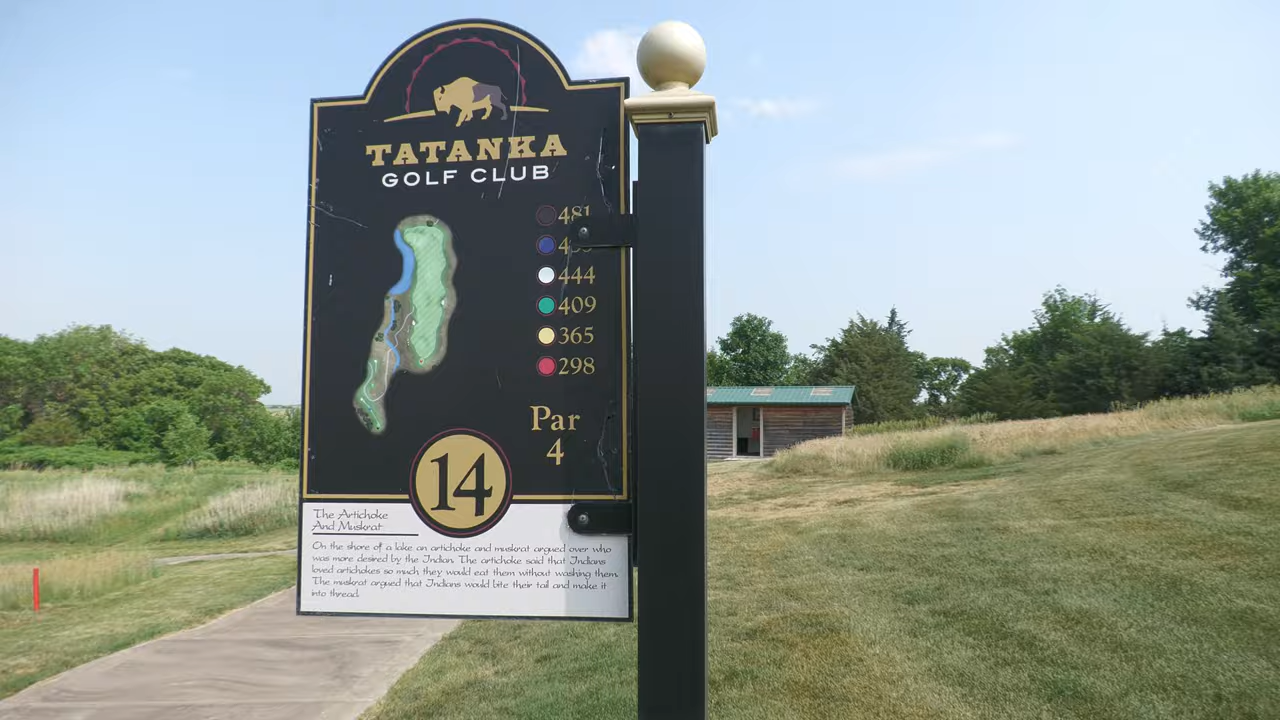 TATANKA
GOLF CLUB
481
444
409
365
298
Par
4
14
The Artichoke
And Muskrat
On the shore of a lake an artichoke and muskrat argued over who
was more desired by the Indian. The artichoke said that Indians
loved artichokes so much they would eat them without washing them.
The muskrat argued that Indians would bite their tail and make it
into thread.